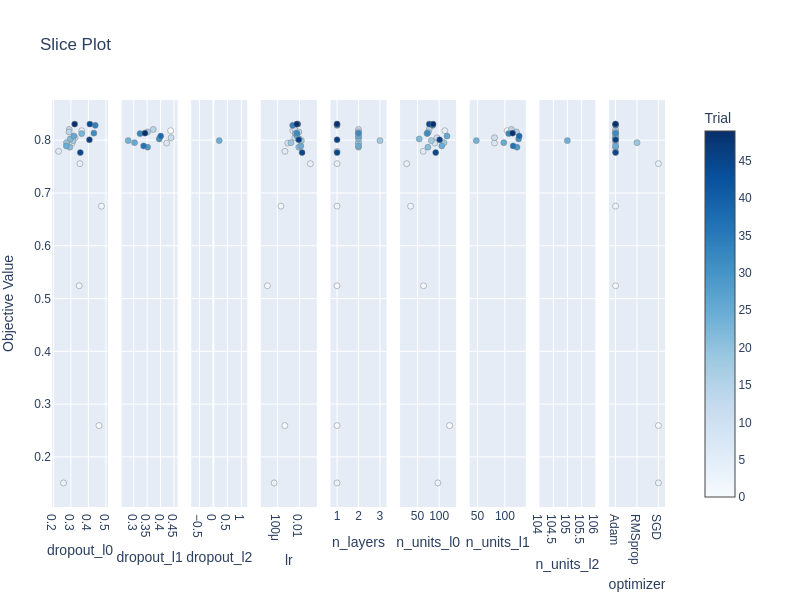 Slice Plot
Trial
Objective Value
0.8
0.7
0.6
0.5
0.4
0.3
0.2
0.2 0.3 0.4 0.5
dropout_l0
0.3 0.35 0.4 0.45
dropout_l1
−0.5 0 0.5 1
dropout_l2
100μ 0.01
lr
1 2 3
n_layers
50 100
n_units_l0
50 100
n_units_l1
104 104.5 105 105.5 106
n_units_l2
Adam RMSprop SGD
optimizer
45
40
35
30
25
20
15
10
5
0